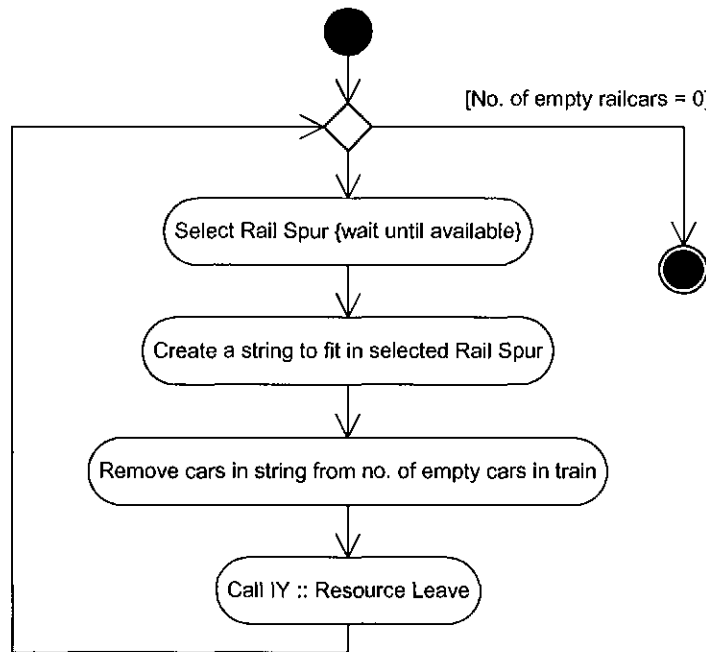 [No. of empty railcars = 0]
Select Rail Spur {wait until available}
Create a string to fit in selected Rail Spur
Remove cars in string from no. of empty cars in train
Call IY :: Resource Leave